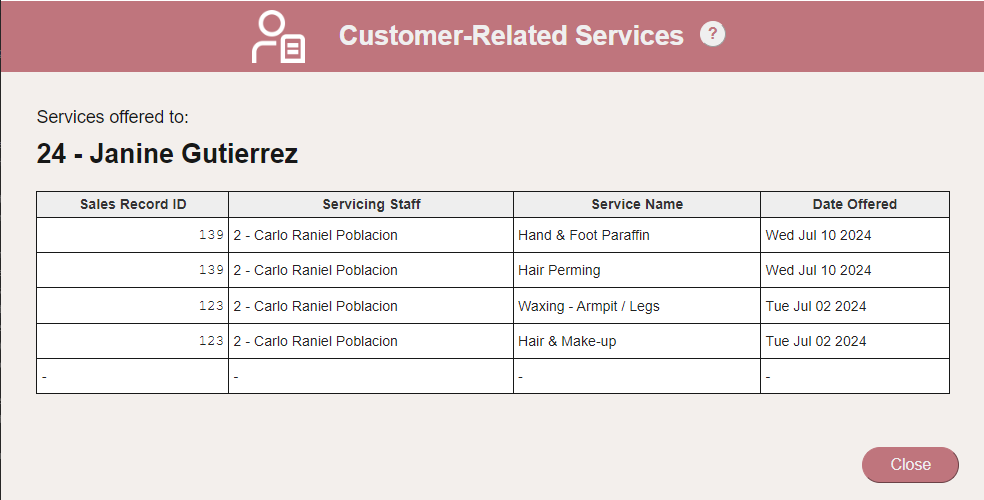 Customer-Related Services ?
Services offered to:
24 - Janine Gutierrez
Sales Record ID Servicing Staff Service Name Date Offered
139 2 - Carlo Raniel Poblacion Hand & Foot Paraffin Wed Jul 10 2024
139 2 - Carlo Raniel Poblacion Hair Perming Wed Jul 10 2024
123 2 - Carlo Raniel Poblacion Waxing - Armpit / Legs Tue Jul 02 2024
123 2 - Carlo Raniel Poblacion Hair & Make-up Tue Jul 02 2024
- - - -
Close